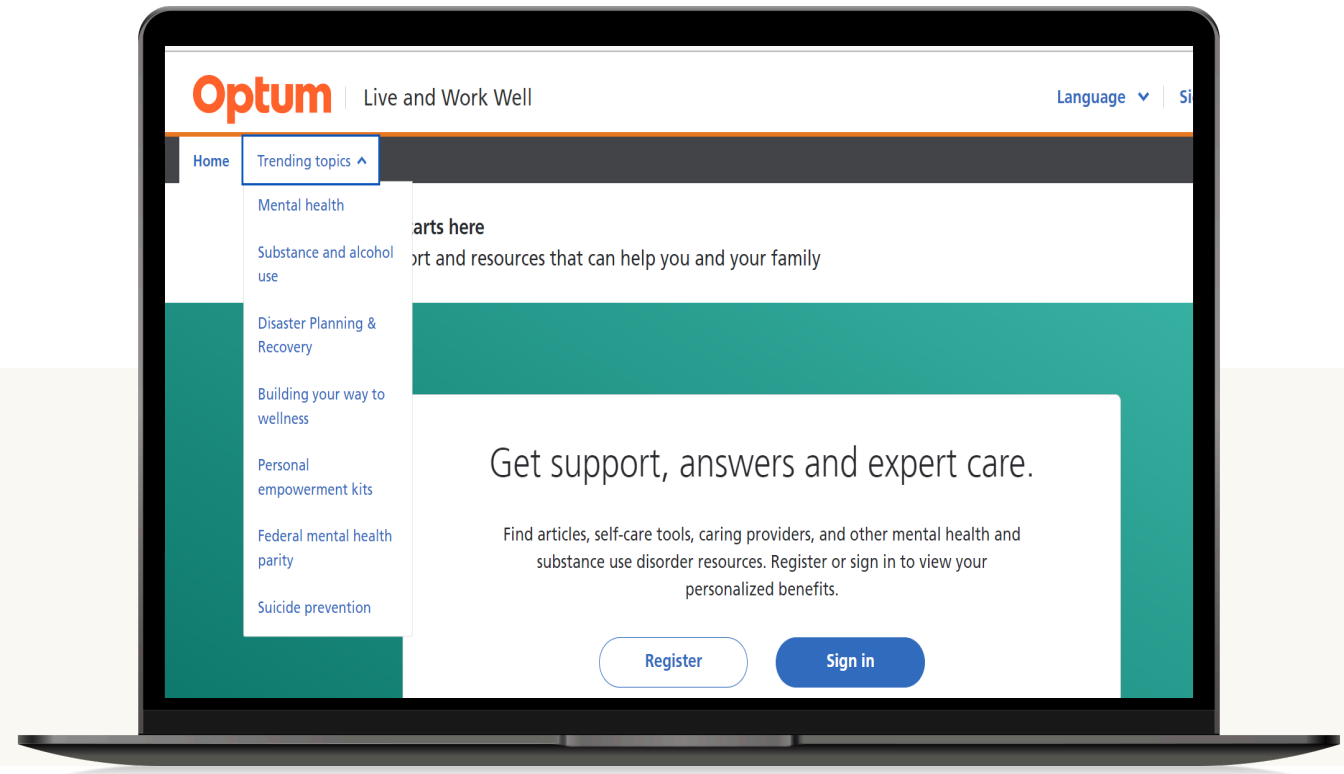 Optum Live and Work Well Language
Home Trending topics
Mental health
Substance and alcohol
use
Disaster Planning &
Recovery
Building your way to
wellness
Personal
empowerment kits
Federal mental health
parity
Suicide prevention
here
and resources that can help you and your family
Get support, answers and expert care.
Find articles, self-care tools, caring providers, and other mental health and
substance use disorder resources. Register or sign in to view your
personalized benefits.
Register Sign in